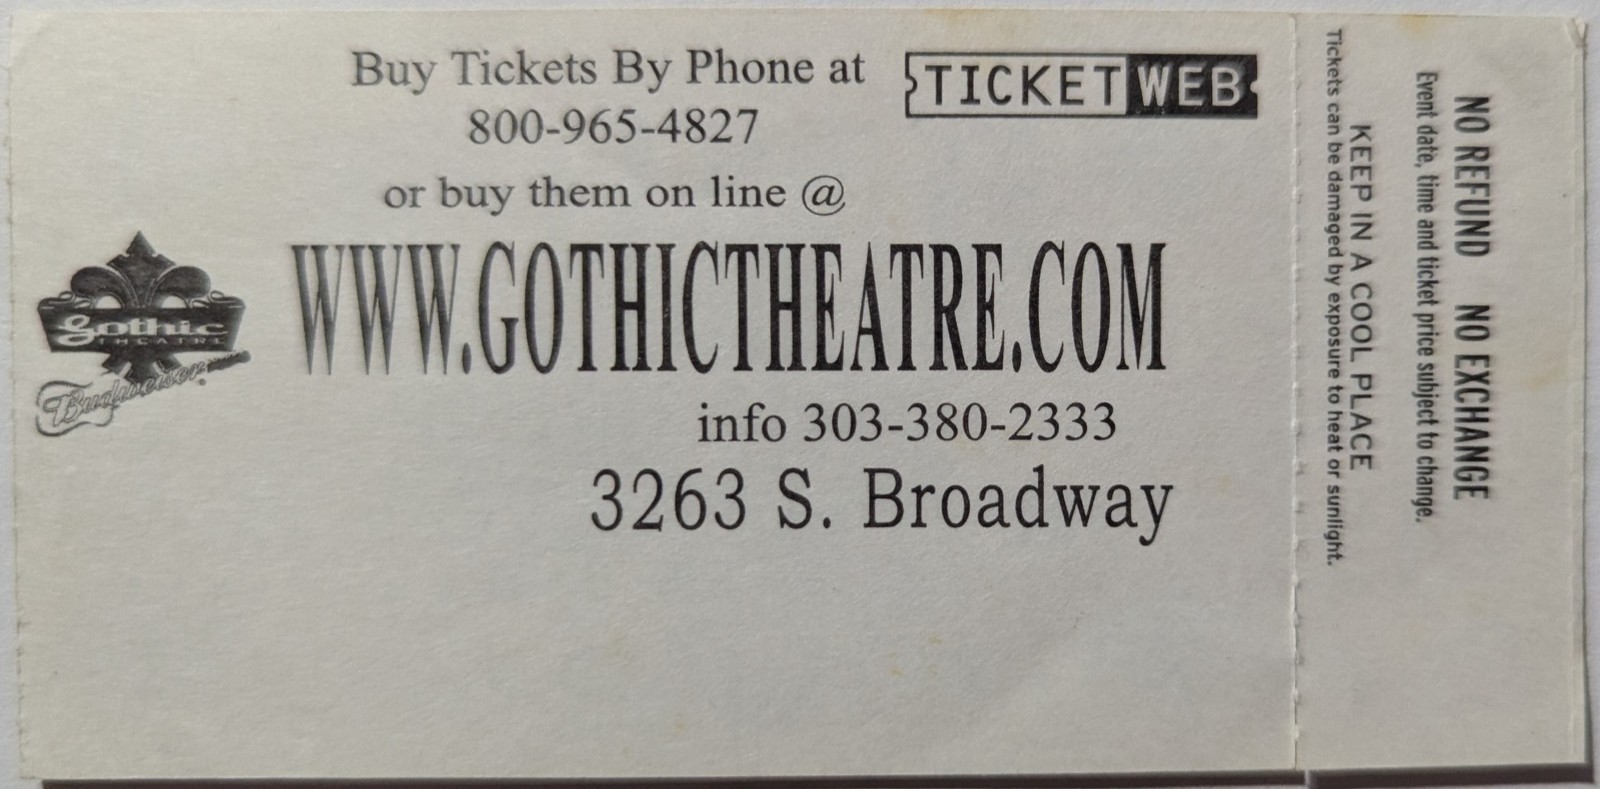 Buy Tickets By Phone at
800-965-4827
TICKETWEB
or buy them on line @
WWW.GOTHICTHEATRE.COM
gothic
THEATRE
Budweiser
info 303-380-2333
3263 S. Broadway
NO REFUND NO EXCHANGE
Event date, time and ticket price subject to change.
KEEP IN A COOL PLACE
Tickets can be damaged by exposure to heat or sunlight.